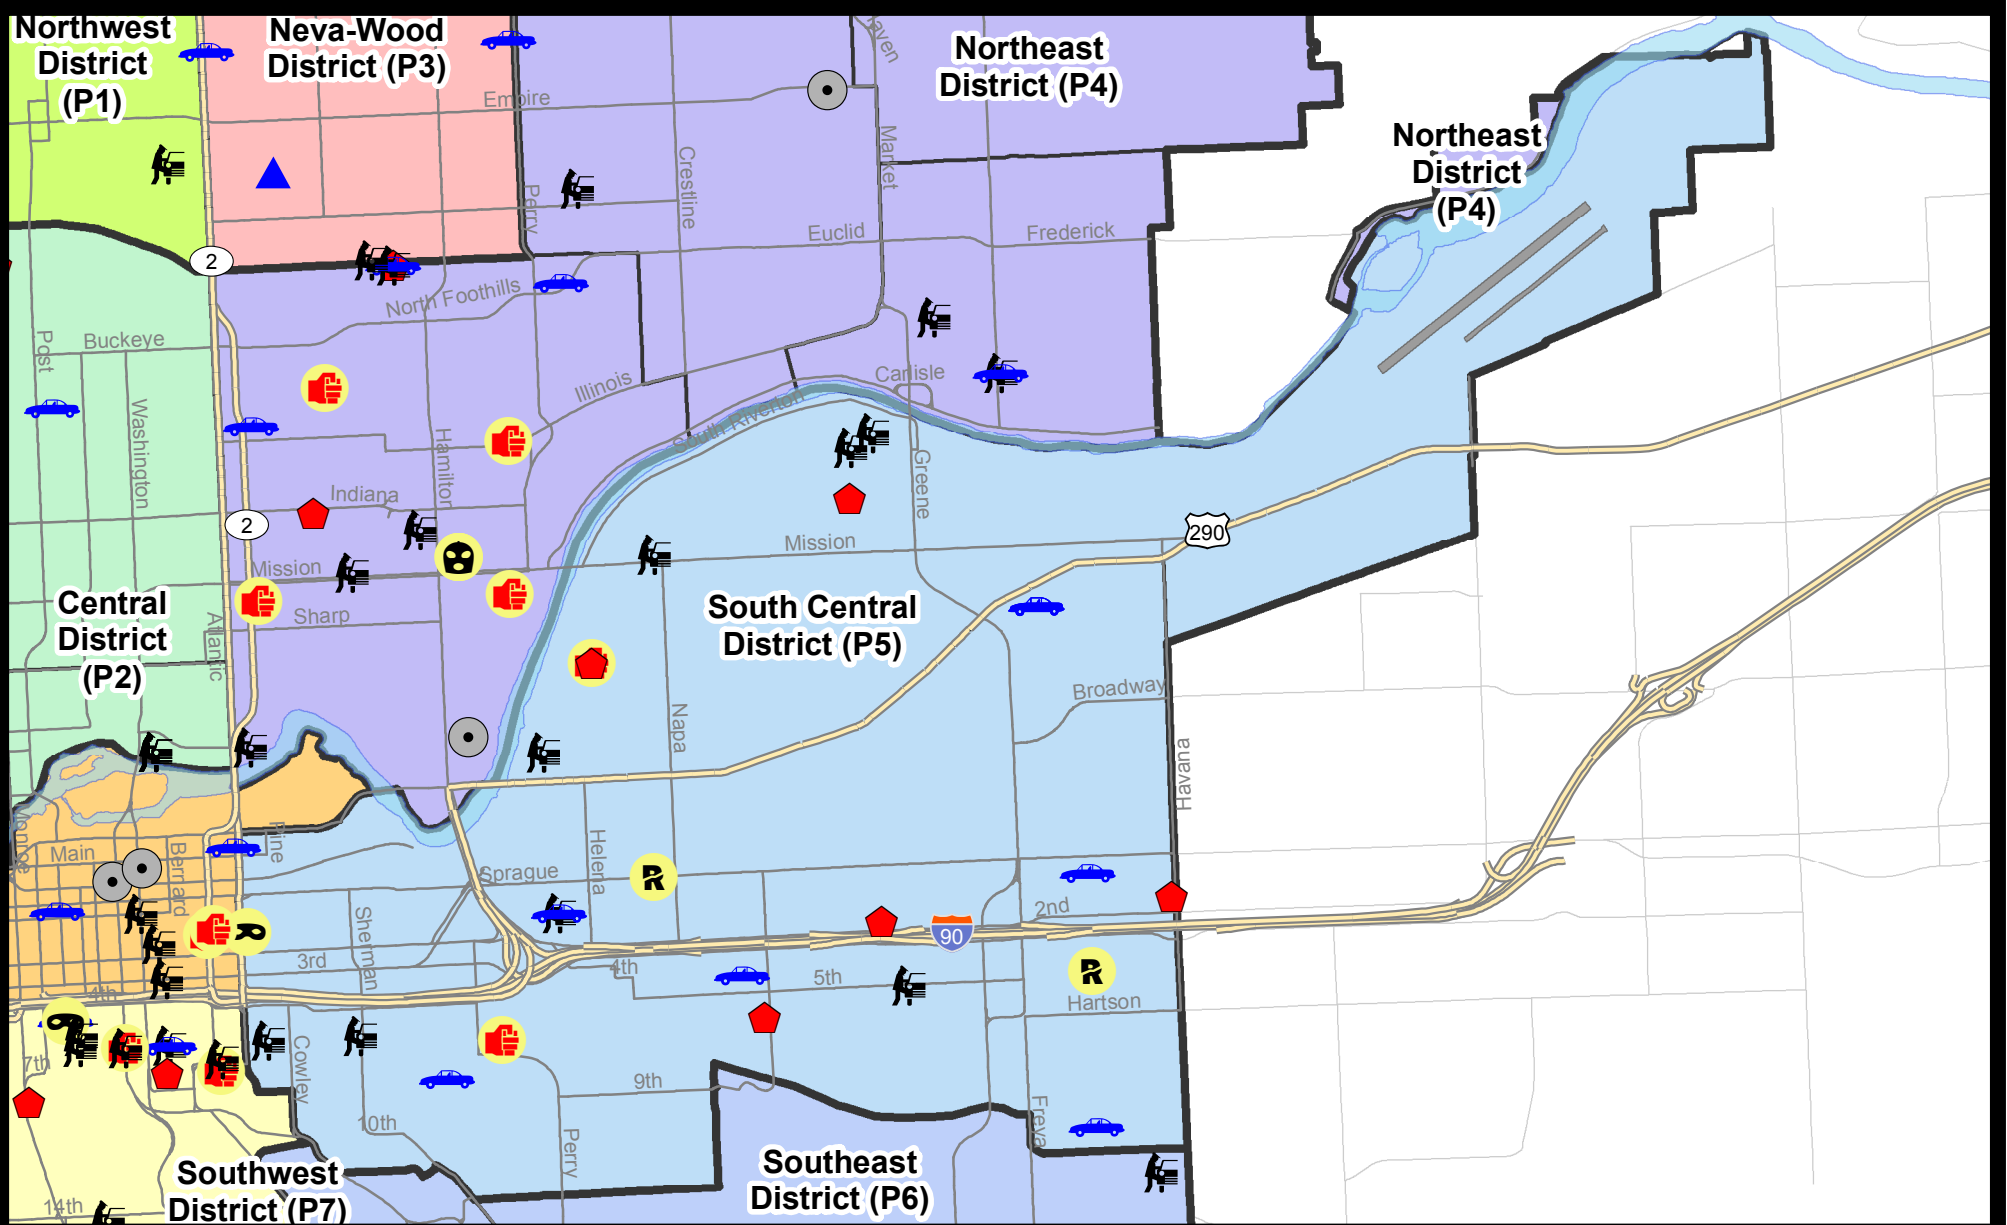 Northwest
District
(P1)
Neva-Wood
District (P3)
Northeast
District (P4)
Northeast
District
(P4)
Empire
Crestline
Market
Perry
Euclid
Frederick
2
North Foothills
Buckeye
Post
Washington
Illinois
Carlisle
South Riverton
Hamilton
Greene
Indiana
2
Mission
Mission
290
Sharp
Atlantic
Central
District
(P2)
South Central
District (P5)
Broadway
Napa
Havana
Monroe
Main
Bernard
Pine
Sprague
Helena
Sherman
2nd
90
3rd
4th
4th
5th
Hartson
7th
Cowley
9th
10th
Perry
Freya
14th
Southwest
District (P7)
Southeast
District (P6)